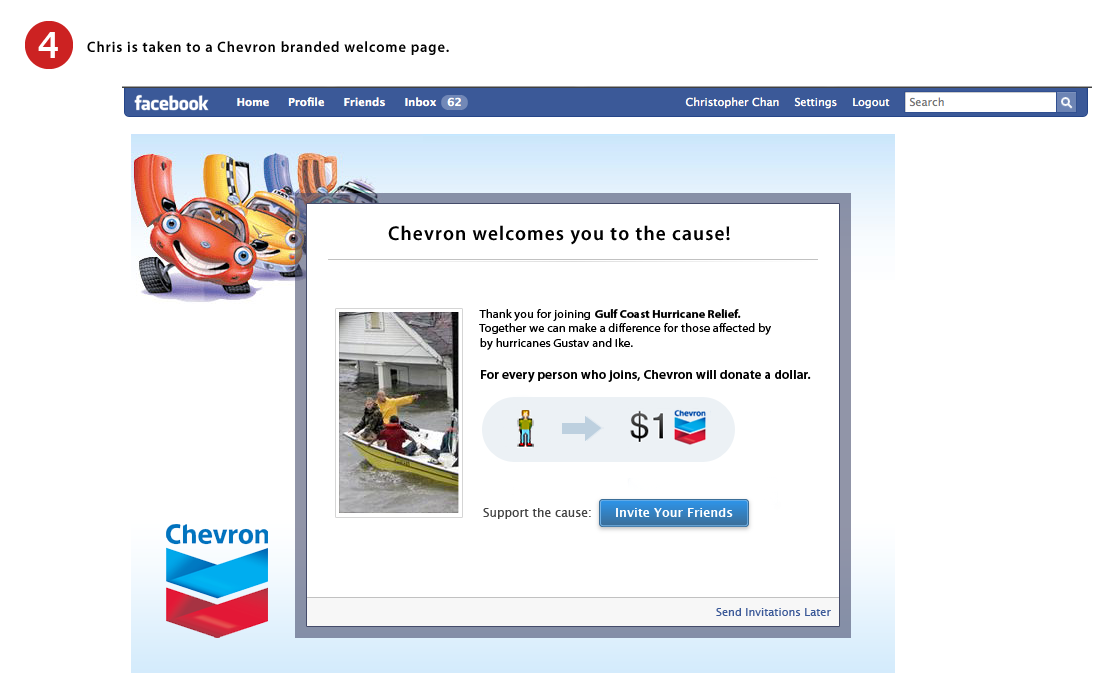 4
Chris is taken to a Chevron branded welcome page.
facebook Home Profile Friends Inbox 62 Christopher Chan Settings Logout Search
Chevron welcomes you to the cause!
Thank you for joining Gulf Coast Hurricane Relief.
Together we can make a difference for those affected by
by hurricanes Gustav and Ike.
For every person who joins, Chevron will donate a dollar.
$1 Chevron
Support the cause: Invite Your Friends
Chevron
Send Invitations Later